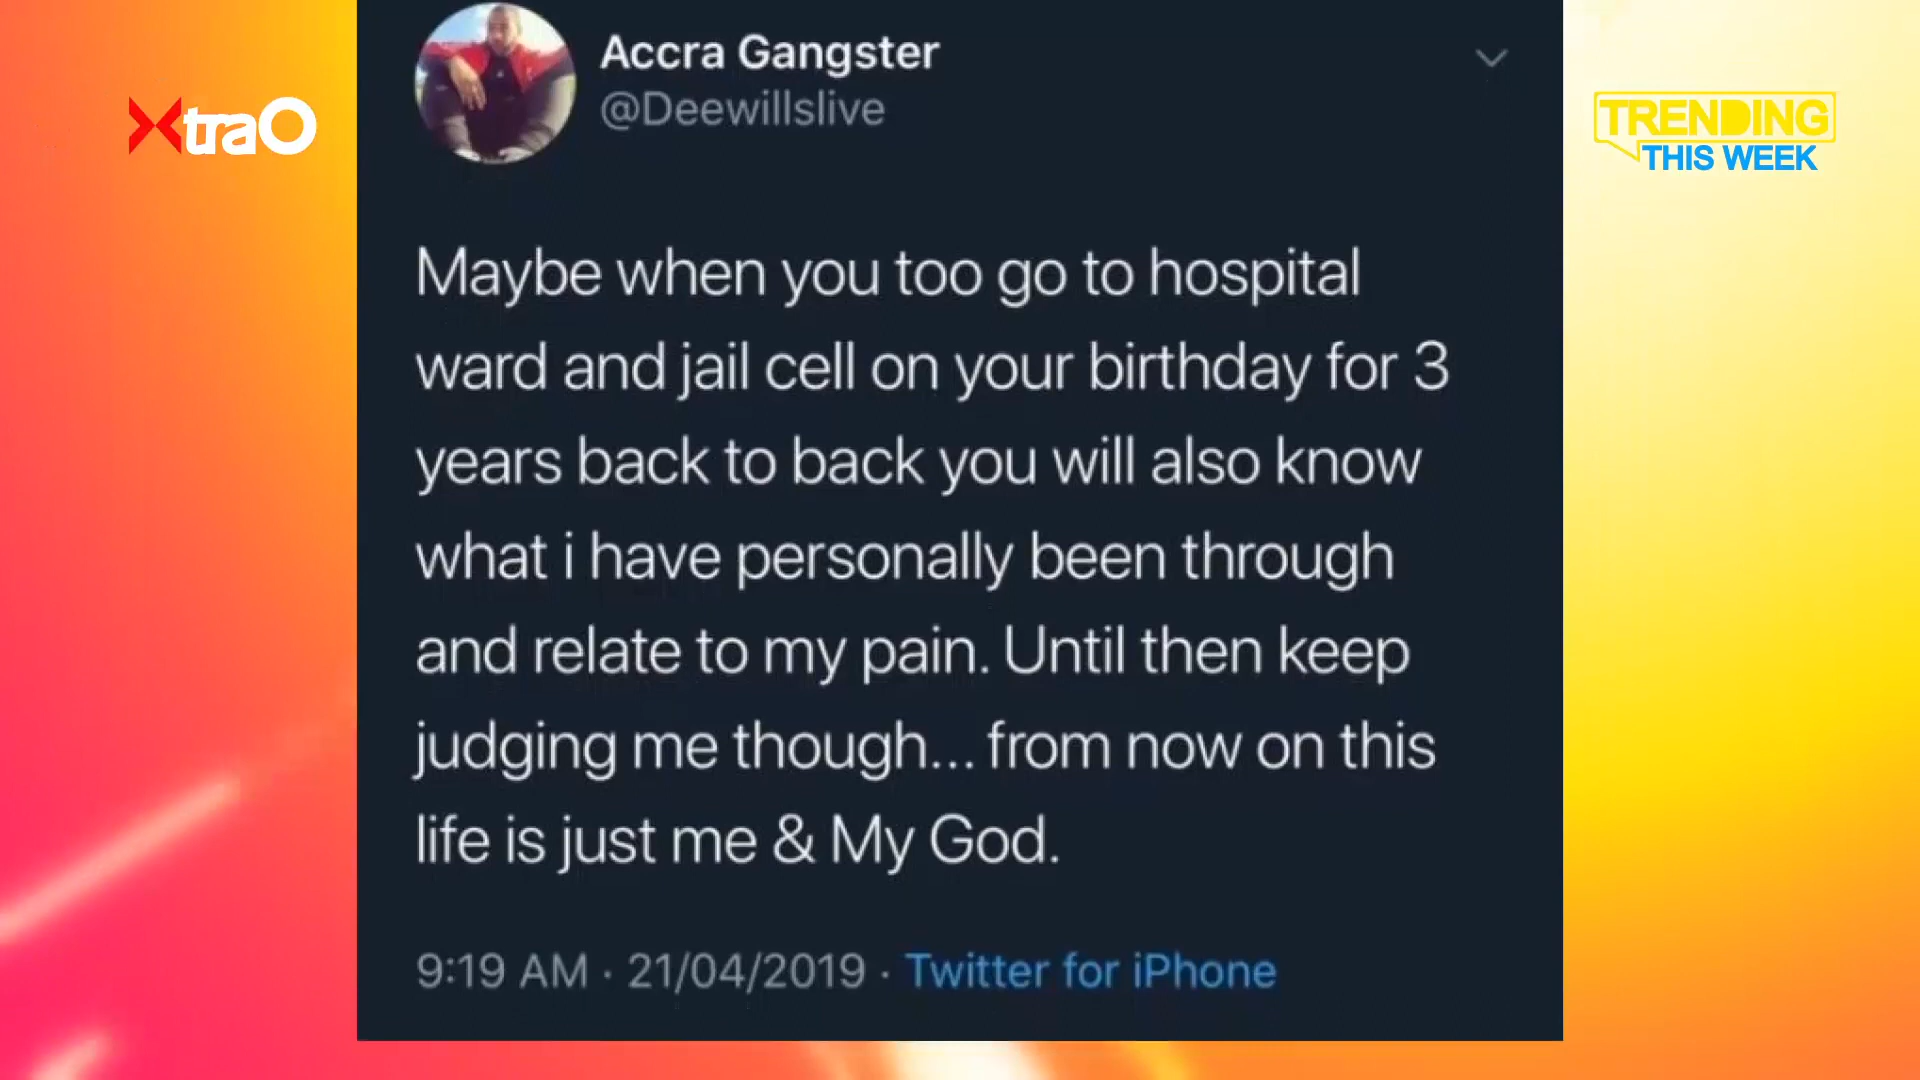 XtraO
Accra Gangster
@Deewillslive
TRENDING
THIS WEEK
Maybe when you too go to hospital
ward and jail cell on your birthday for 3
years back to back you will also know
what i have personally been through
and relate to my pain. Until then keep
judging me though... from now on this
life is just me & My God.
9:19 AM · 21/04/2019 · Twitter for iPhone